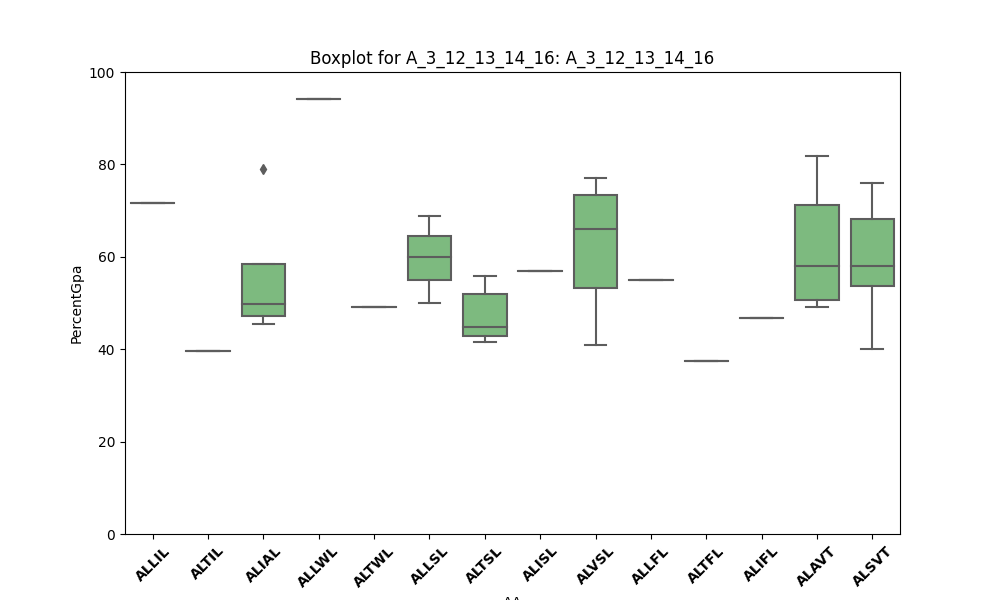 Boxplot for A_3_12_13_14_16: A_3_12_13_14_16
PercentGpa
100
80
60
40
20
0
ALLIL
ALTIL
ALIAL
ALLWL
ALTWL
ALLSL
ALTSL
ALISL
ALVSL
ALLFL
ALTFL
ALIFL
ALAVT
ALSVT